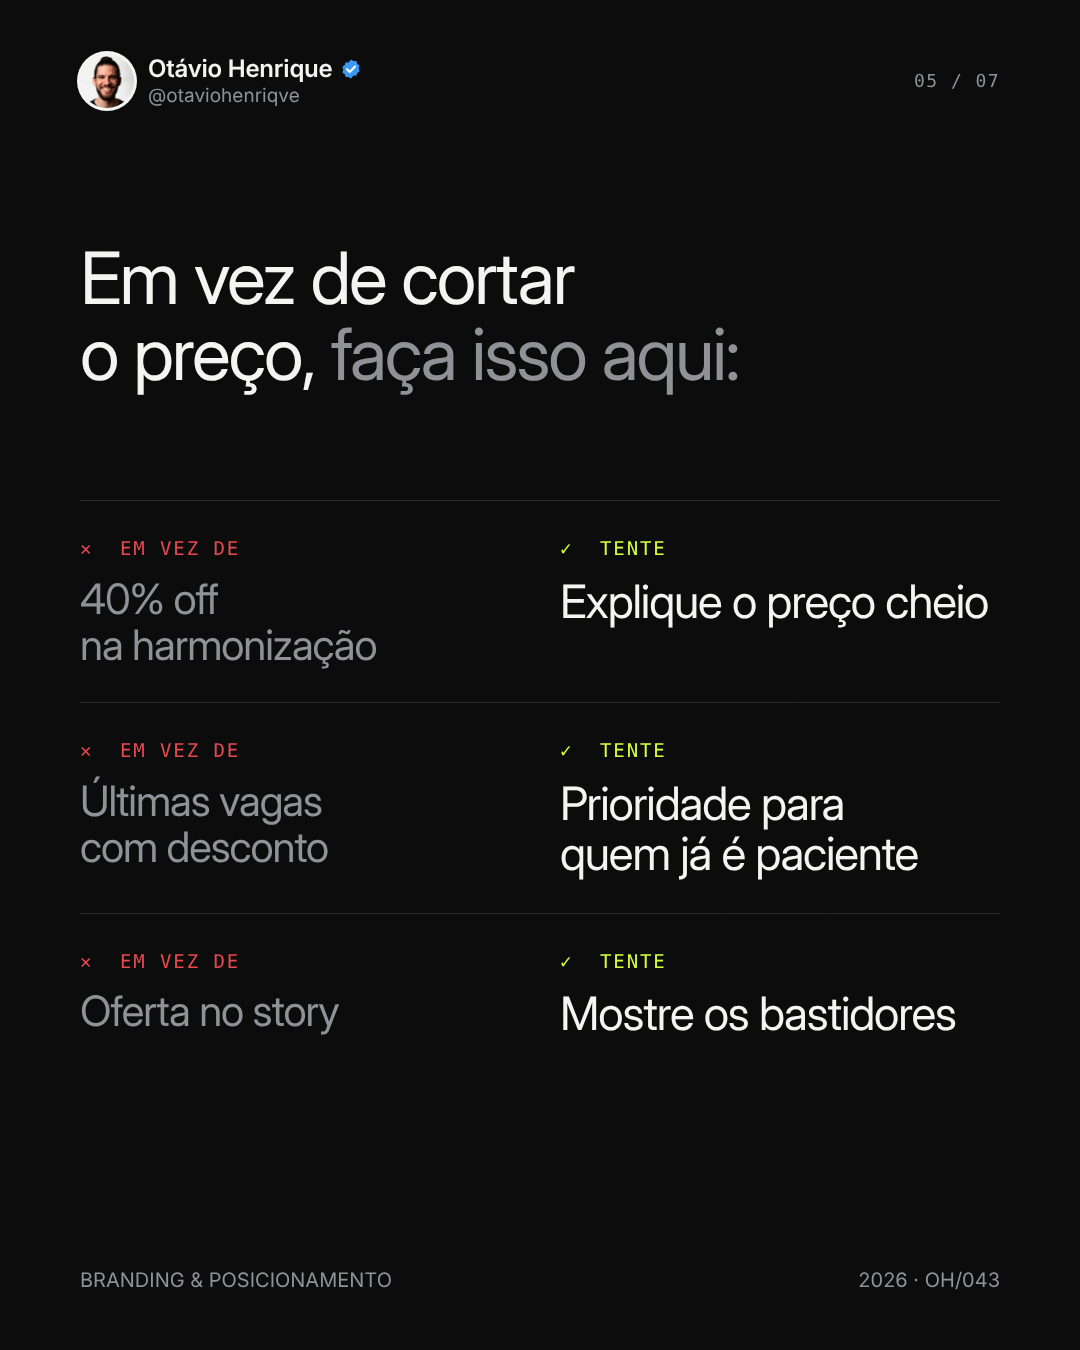 Otávio Henrique
@otaviohenriqve
05 / 07
Em vez de cortar
o preço, faça isso aqui:
× EM VEZ DE
40% off
na harmonização
✓ TENTE
Explique o preço cheio
× EM VEZ DE
Últimas vagas
com desconto
✓ TENTE
Prioridade para
quem já é paciente
× EM VEZ DE
Oferta no story
✓ TENTE
Mostre os bastidores
BRANDING & POSICIONAMENTO
2026 · OH/043